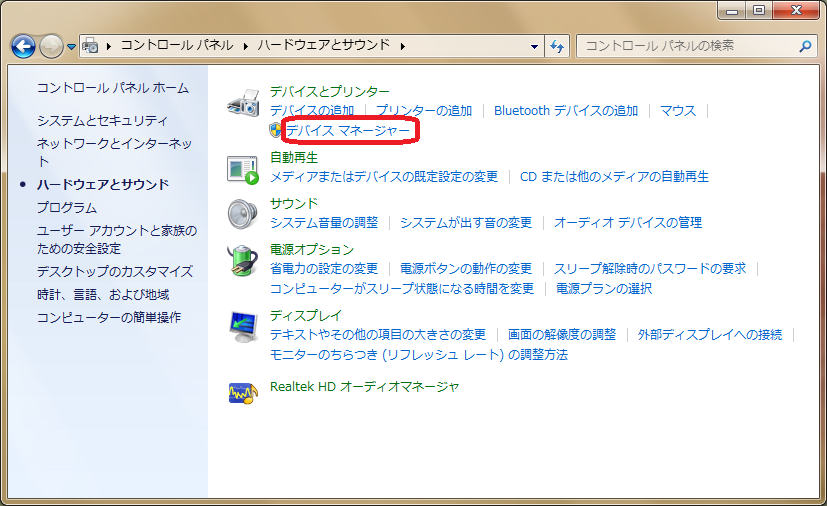 コントロール パネル ▶ ハードウェアとサウンド ▶
コントロール パネルの検索
コントロール パネル ホーム
システムとセキュリティ
ネットワークとインターネッ
ト
ハードウェアとサウンド
プログラム
ユーザー アカウントと家族の
ための安全設定
デスクトップのカスタマイズ
時計、言語、および地域
コンピューターの簡単操作
デバイスとプリンター
デバイスの追加 | プリンターの追加 | Bluetooth デバイスの追加 | マウス |
デバイス マネージャー
自動再生
メディアまたはデバイスの既定設定の変更 | CD または他のメディアの自動再生
サウンド
システム音量の調整 | システムが出す音の変更 | オーディオ デバイスの管理
電源オプション
省電力の設定の変更 | 電源ボタンの動作の変更 | スリープ解除時のパスワードの要求 |
コンピューターがスリープ状態になる時間を変更 | 電源プランの選択
ディスプレイ
テキストやその他の項目の大きさの変更 | 画面の解像度の調整 | 外部ディスプレイへの接続 |
モニターのちらつき (リフレッシュ レート) の調整方法
Realtek HD オーディオマネージャ